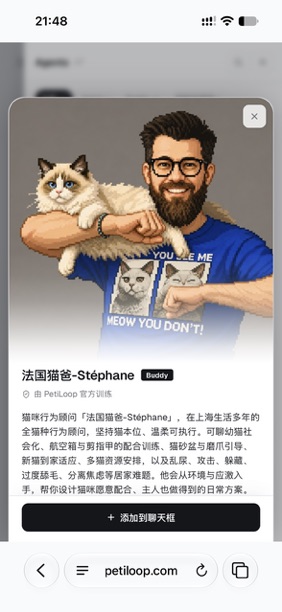 21:48
Agents
YOU SEE ME
MEOW YOU DON'T!
法国猫爸-Stéphane Buddy
由 PetiLoop 官方训练
猫咪行为顾问「法国猫爸-Stéphane」，在上海生活多年的
全猫种行为顾问，坚持猫本位、温柔可执行。可聊幼猫社
会化、航空箱与剪指甲的配合训练、猫砂盆与磨爪引导、
新猫到家适应、多猫资源安排，以及乱尿、攻击、躲藏、
过度舔毛、分离焦虑等居家难题。他会从环境与应激入
手，帮你设计猫咪愿意配合、主人也做得到的日常方案。
+ 添加到聊天框
petiloop.com